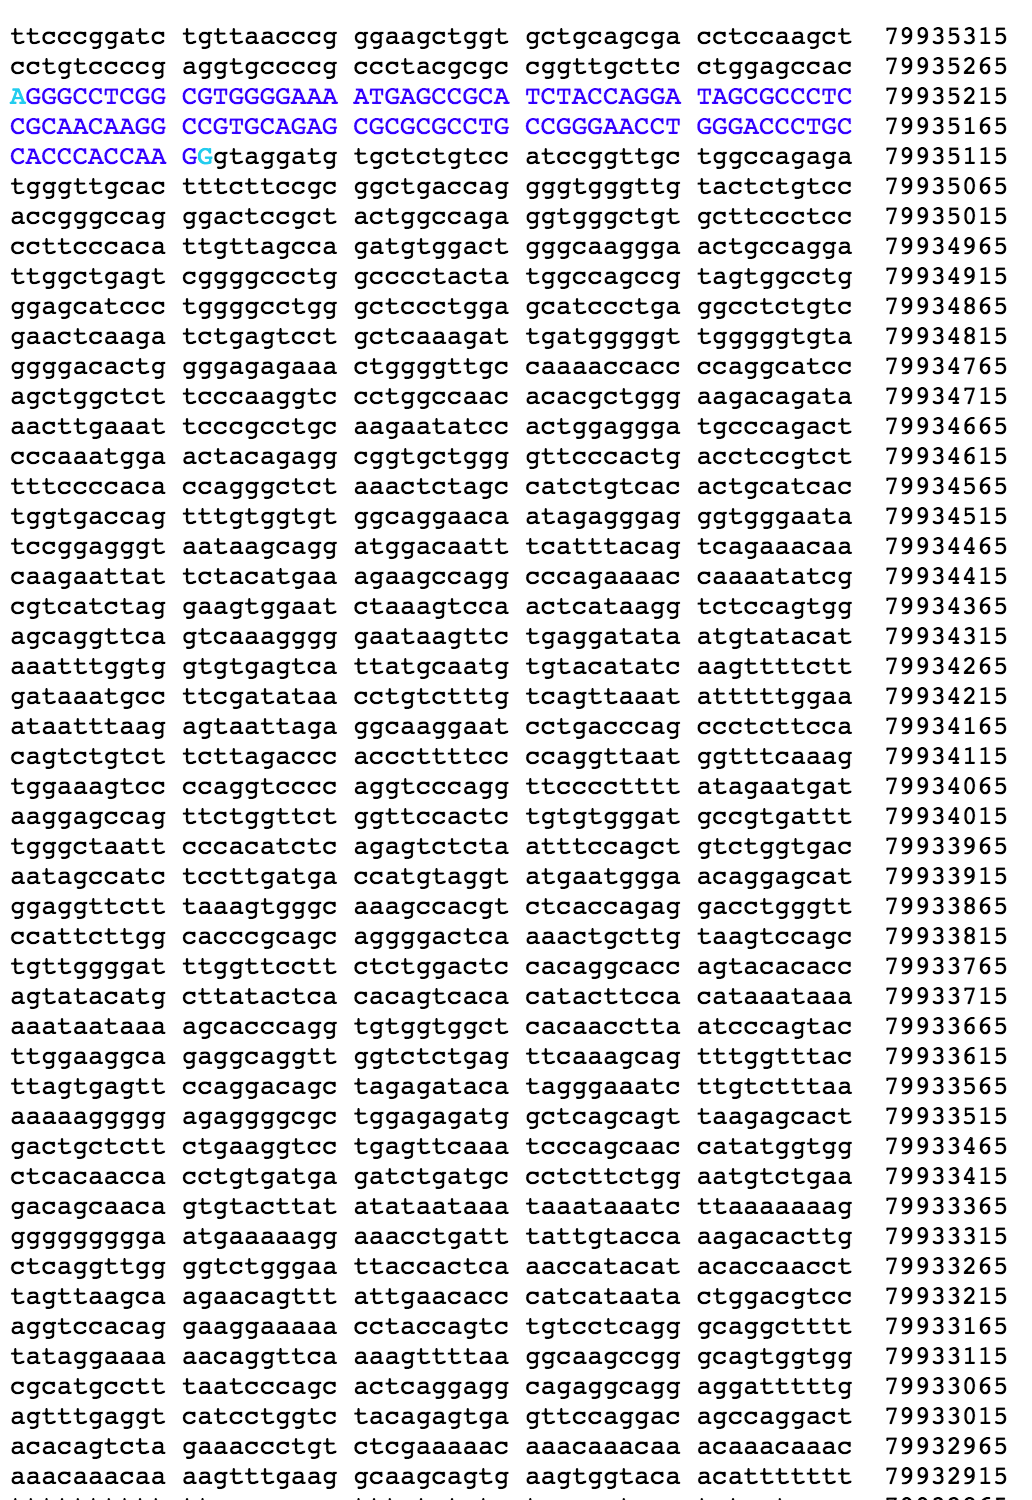 ttcccggatc tgttaacccg ggaagctggt gctgcagcga cctccaagct 79935315
cctgtccccg aggtgccccg ccctacgcgc cggttgcttc ctggagccac 79935265
AGGGCCTCGG CGTGGGGAAA ATGAGCCGCA TCTACCAGGA TAGCGCCCTC 79935215
CGCAACAAGG CCGTGCAGAG CGCGCGCCTG CCGGGAACCT GGGACCCTGC 79935165
CACCCACCAA GGgtaggatg tgctctgtcc atccggttgc tggccagaga 79935115
tgggttgcac tttcttccgc ggctgaccag gggtgggttg tactctgtcc 79935065
accgggccag ggactccgct actggccaga ggtgggctgt gcttccctcc 79935015
ccttcccaca ttgttagcca gatgtggact gggcaaggga actgccagga 79934965
ttggctgagt cggggccctg gcccctacta tggccagccg tagtggcctg 79934915
ggagcatccc tggggcctgg gctccctgga gcatccctga ggcctctgtc 79934865
gaactcaaga tctgagtcct gctcaaagat tgatgggggt tgggggtgta 79934815
ggggacactg gggagagaaa ctggggttgc caaaaccacc ccaggcatcc 79934765
agctggctct tcccaaggtc cctggccaac acacgctggg aagacagata 79934715
aacttgaaat tcccgcctgc aagaatatcc actggaggga tgcccagact 79934665
cccaaatgga actacagagg cggtgctggg gttcccactg acctccgtct 79934615
tttccccaca ccagggctct aaactctagc catctgtcac actgcatcac 79934565
tggtgaccag tttgtggtgt ggcaggaaca atagagggag ggtgggaata 79934515
tccggagggt aataagcagg atggacaatt tcatttacag tcagaaacaa 79934465
caagaattat tctacatgaa agaagccagg cccagaaaac caaaatatcg 79934415
cgtcatctag gaagtggaat ctaaagtcca actcataagg tctccagtgg 79934365
agcaggttca gtcaaagggg gaataagttc tgaggatata atgtatacat 79934315
aaatttggtg gtgtgagtca ttatgcaatg tgtacatatc aagttttctt 79934265
gataaatgcc ttcgatataa cctgtctttg tcagttaaat atttttggaa 79934215
ataatttaag agtaattaga ggcaaggaat cctgacccag ccctcttcca 79934165
cagtctgtct tcttagaccc acccttttcc ccaggttaat ggtttcaaag 79934115
tggaaagtcc ccaggtcccc aggtcccagg ttcccctttt atagaatgat 79934065
aaggagccag ttctggttct ggttccactc tgtgtgggat gccgtgattt 79934015
tgggctaatt cccacatctc agagtctcta atttccagct gtctggtgac 79933965
aatagccatc tccttgatga ccatgtaggt atgaatggga acaggagcat 79933915
ggaggttctt taaagtgggc aaagccacgt ctcaccagag gacctgggtt 79933865
ccattcttgg cacccgcagc aggggactca aaactgcttg taagtccagc 79933815
tgttggggat ttggttcctt ctctggactc cacaggcacc agtacacacc 79933765
agtatacatg cttatactca cacagtcaca catacttcca cataaataaa 79933715
aaataataaa agcacccagg tgtggtggct cacaacctta atcccagtac 79933665
ttggaaggca gaggcaggtt ggtctctgag ttcaaagcag tttggtttac 79933615
ttagtgagtt ccaggacagc tagagataca tagggaaatc ttgtctttaa 79933565
aaaaaggggg agaggggcgc tggagagatg gctcagcagt taagagcact 79933515
gactgctctt ctgaaggtcc tgagttcaaa tcccagcaac catatggtgg 79933465
ctcacaacca cctgtgatga gatctgatgc cctcttctgg aatgtctgaa 79933415
gacagcaaca gtgtacttat atataataaa taaataaatc ttaaaaaaag 79933365
ggggggggga atgaaaaagg aaacctgatt tattgtacca aagacacttg 79933315
ctcaggttgg ggtctgggaa ttaccactca aaccatacat acaccaacct 79933265
tagttaagca agaacagttt attgaacacc catcataata ctggacgtcc 79933215
aggtccacag gaaggaaaaa cctaccagtc tgtcctcagg gcaggctttt 79933165
tataggaaaa aacaggttca aaagttttaa ggcaagccgg gcagtggtgg 79933115
cgcatgcctt taatcccagc actcaggagg cagaggcagg aggatttttg 79933065
agtttgaggt catcctggtc tacagagtga gttccaggac agccaggact 79933015
acacagtcta gaaaccctgt ctcgaaaaac aaacaaacaa acaaacaaac 79932965
aaacaaacaa aagtttgaag gcaagcagtg aagtggtaca acattttttt 79932915